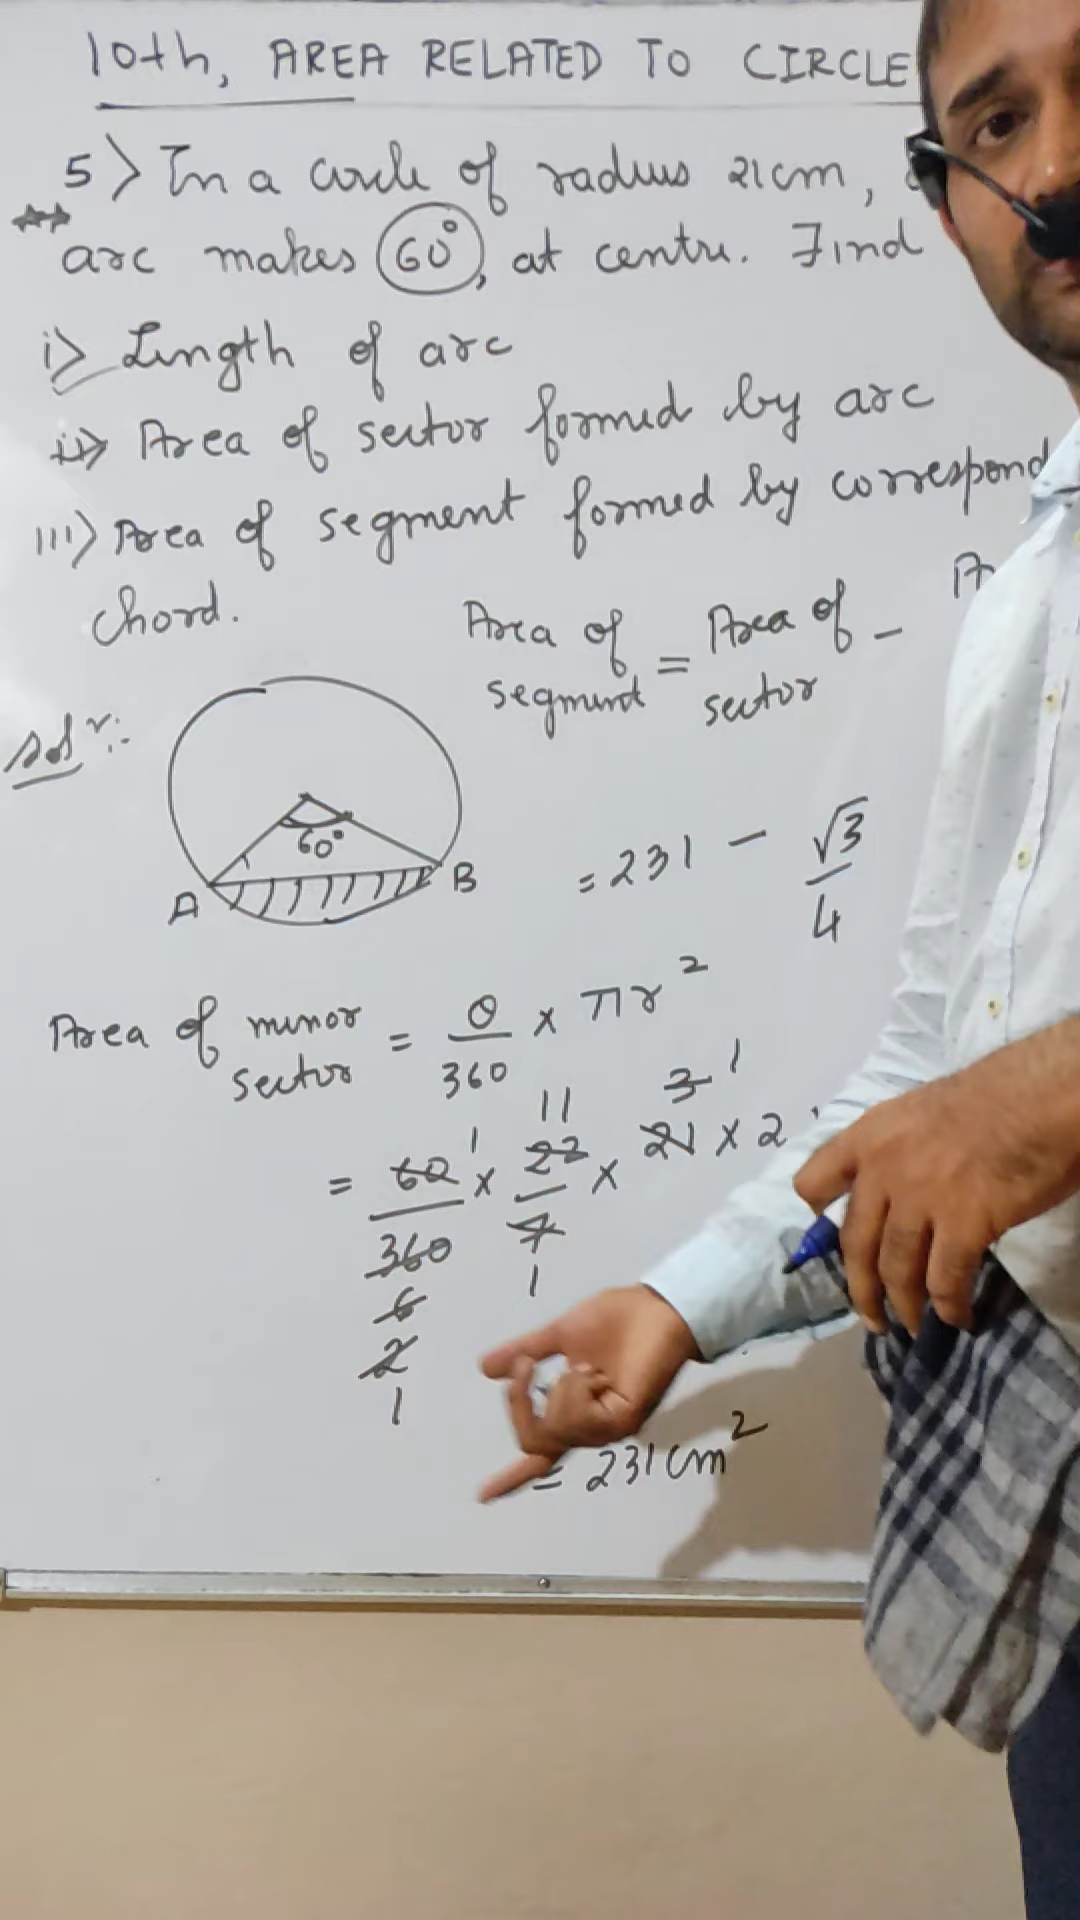 10th, AREA RELATED TO CIRCLE
5> In a circle of radius 21cm,
arc makes 60°, at centre. Find
i> Length of arc
ii> Area of sector formed by arc
iii) Area of segment formed by correspond
chord.
Area of segment = Area of sector -
Solⁿ:-
60°
A B
= 231 - √3/4
Area of minor sector = θ/360 × πr²
= 60/360 × 22/7 × 21 × 2
1 11 3 1
6 1
2
1
= 231 cm²